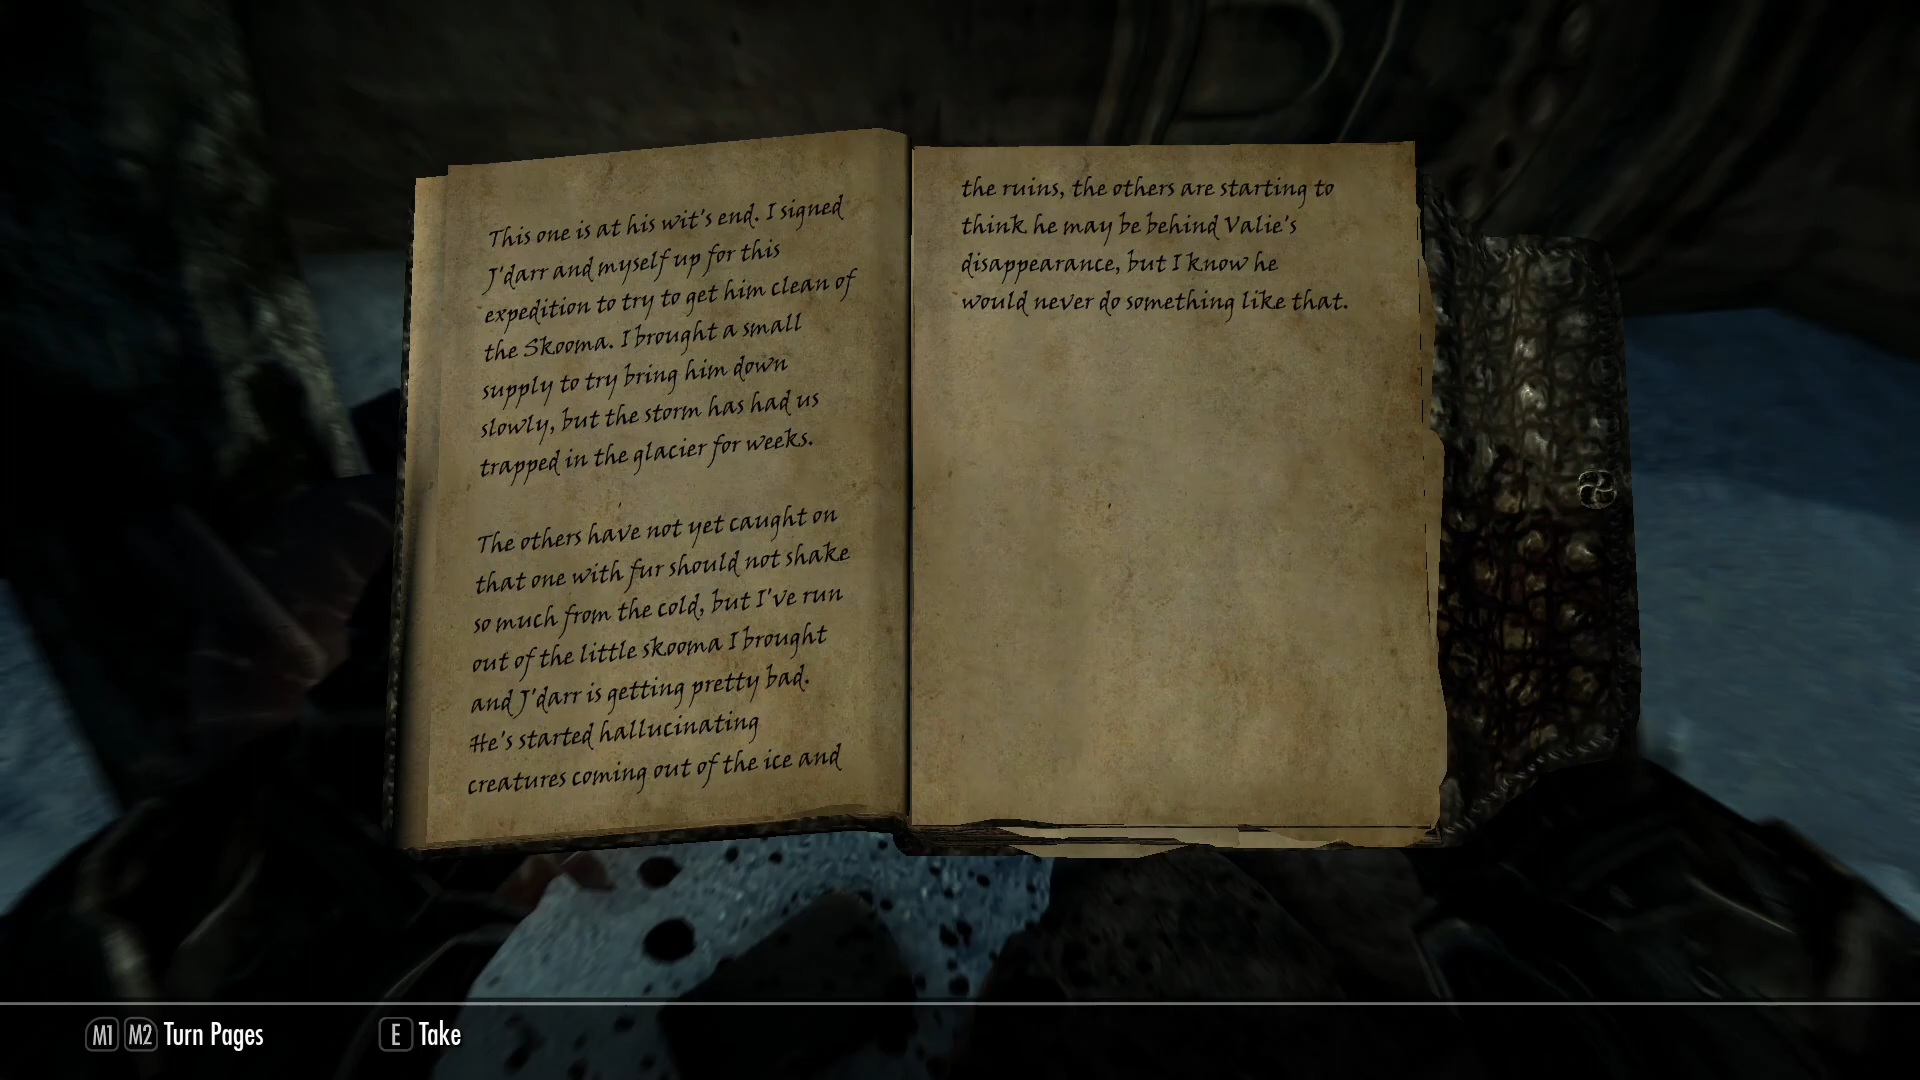 This one is at his wit's end. I signed
J'darr and myself up for this
expedition to try to get him clean of
the Skooma. I brought a small
supply to try bring him down
slowly, but the storm has had us
trapped in the glacier for weeks.
The others have not yet caught on
that one with fur should not shake
so much from the cold, but I've run
out of the little skooma I brought
and J'darr is getting pretty bad.
He's started hallucinating
creatures coming out of the ice and
the ruins, the others are starting to
think he may be behind Valie's
disappearance, but I know he
would never do something like that.
M1 M2 Turn Pages
E Take